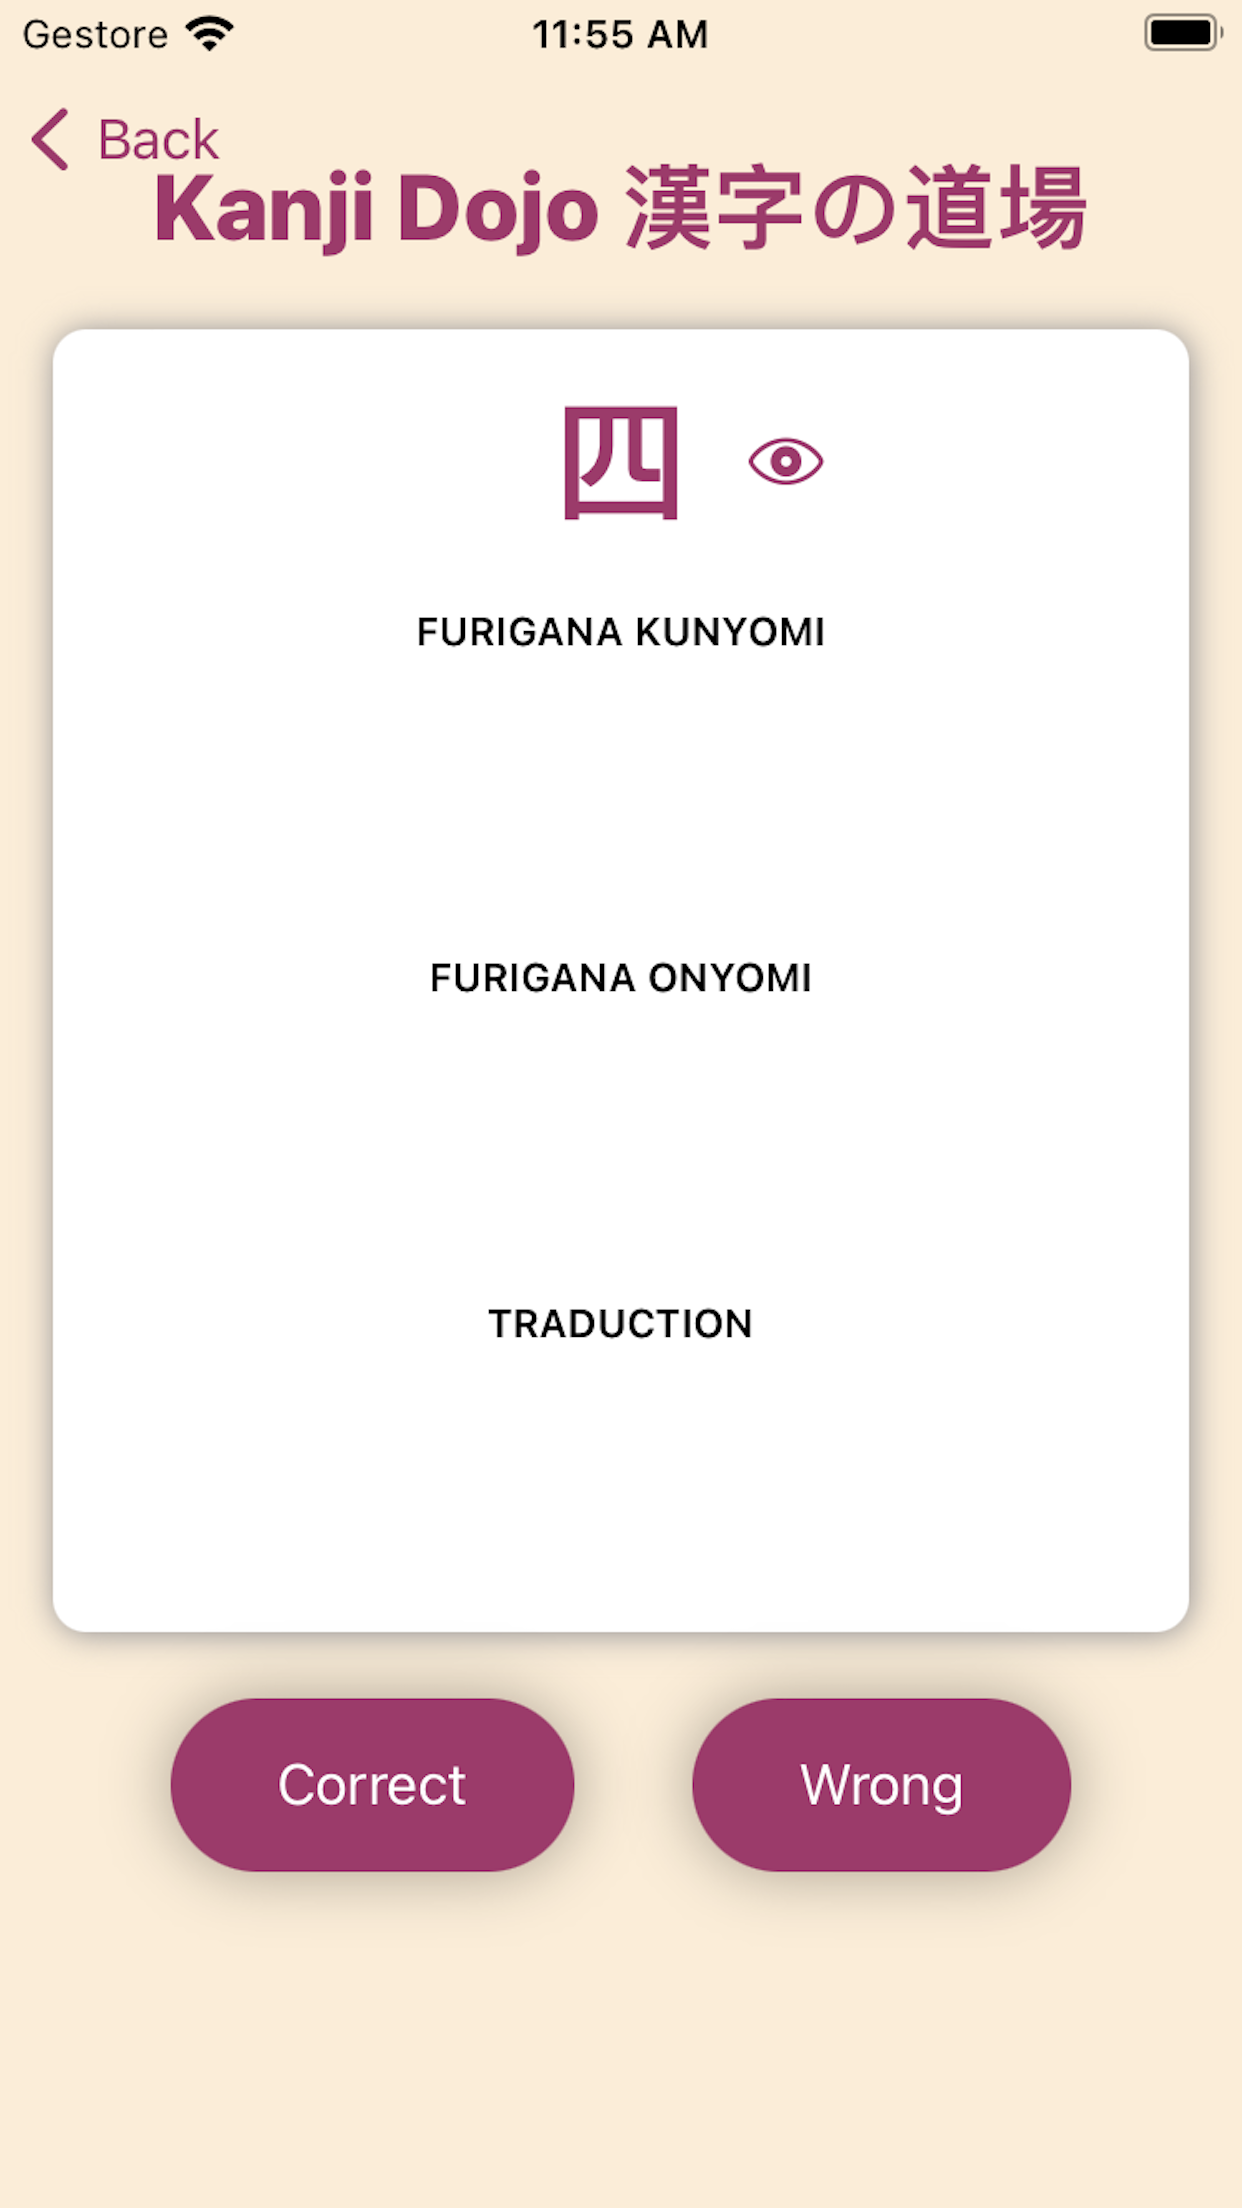 Gestore 11:55 AM
Back
Kanji Dojo 漢字の道場
四
FURIGANA KUNYOMI
FURIGANA ONYOMI
TRADUCTION
Correct Wrong